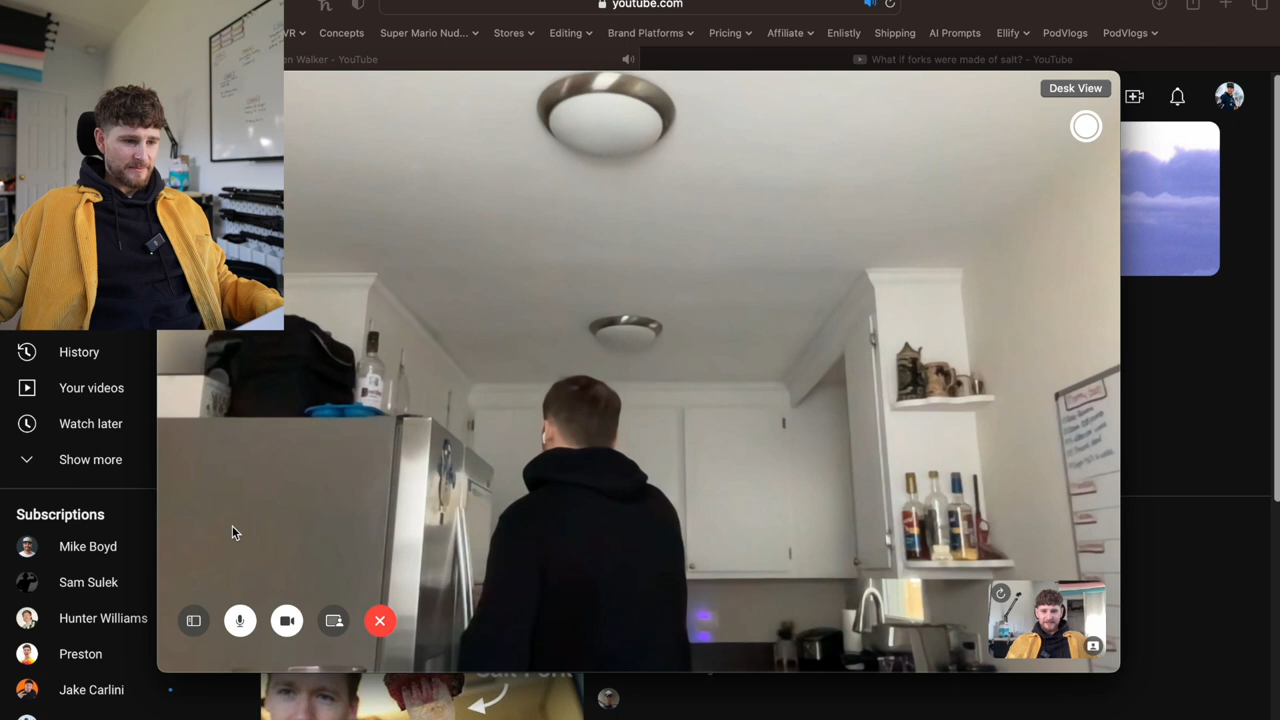 youtube.com
VR
Concepts
Super Mario Nud...
Stores
Editing
Brand Platforms
Pricing
Affiliate
Enlistly
Shipping
AI Prompts
Ellify
PodVlogs
PodVlogs
en Walker - YouTube
What if forks were made of salt? - YouTube
Desk View
History
Your videos
Watch later
Show more
Subscriptions
Mike Boyd
Sam Sulek
Hunter Williams
Preston
Jake Carlini